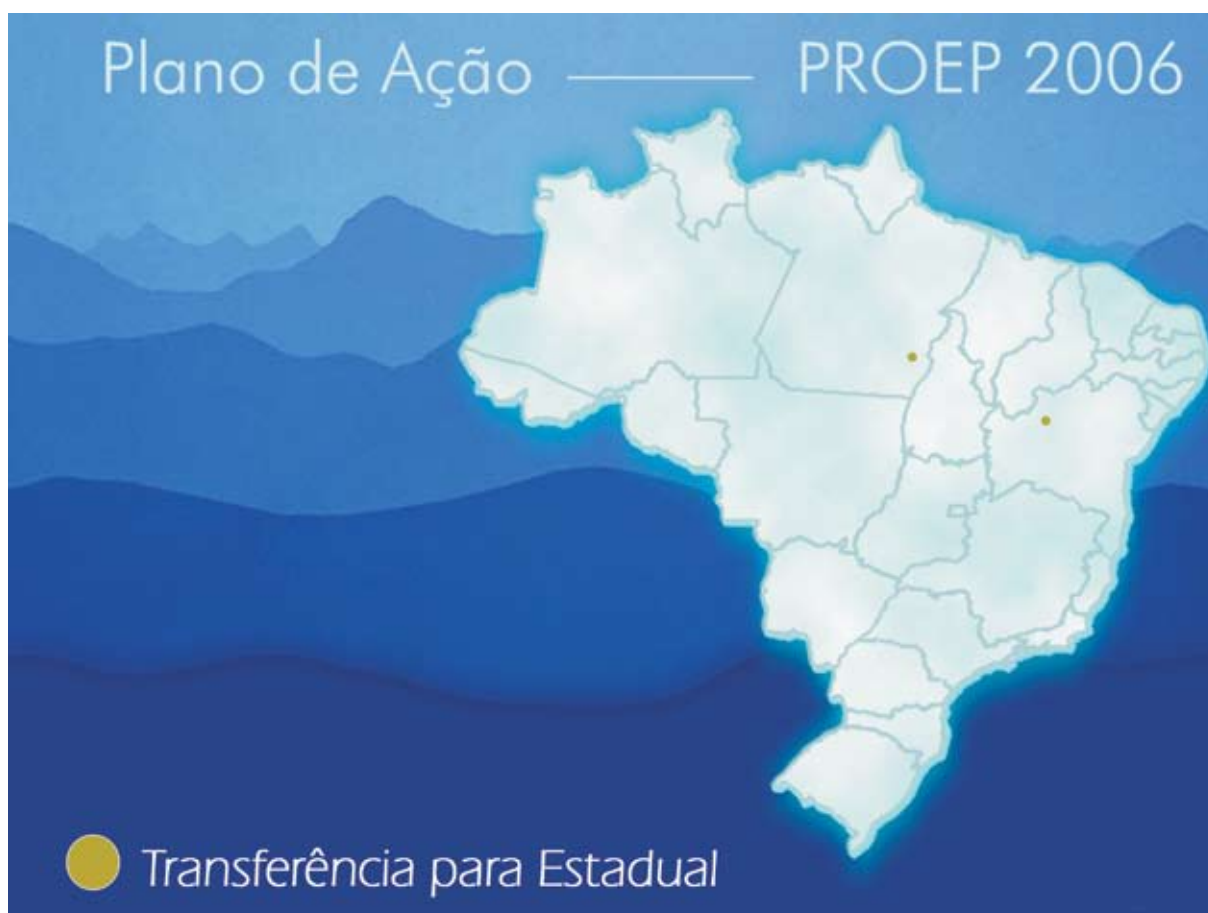 Plano de Ação — PROEP 2006
Transferência para Estadual